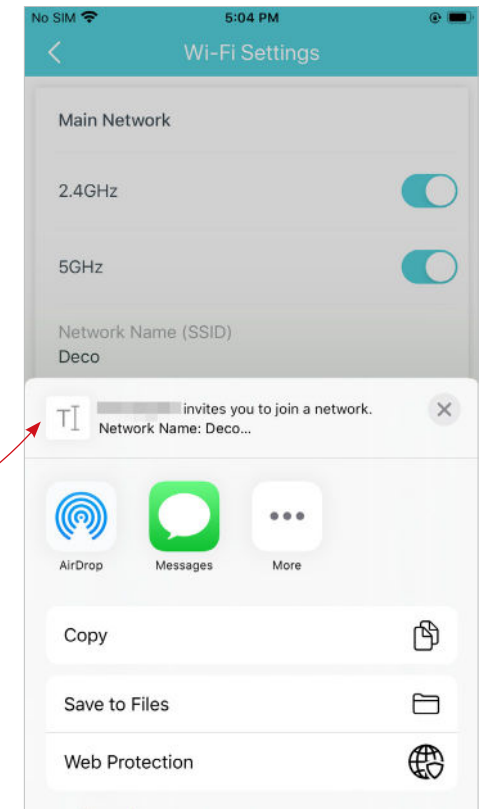 No SIM 5:04 PM
Wi-Fi Settings
Main Network
2.4GHz
5GHz
Network Name (SSID)
Deco
invites you to join a network.
Network Name: Deco...
AirDrop Messages More
Copy
Save to Files
Web Protection